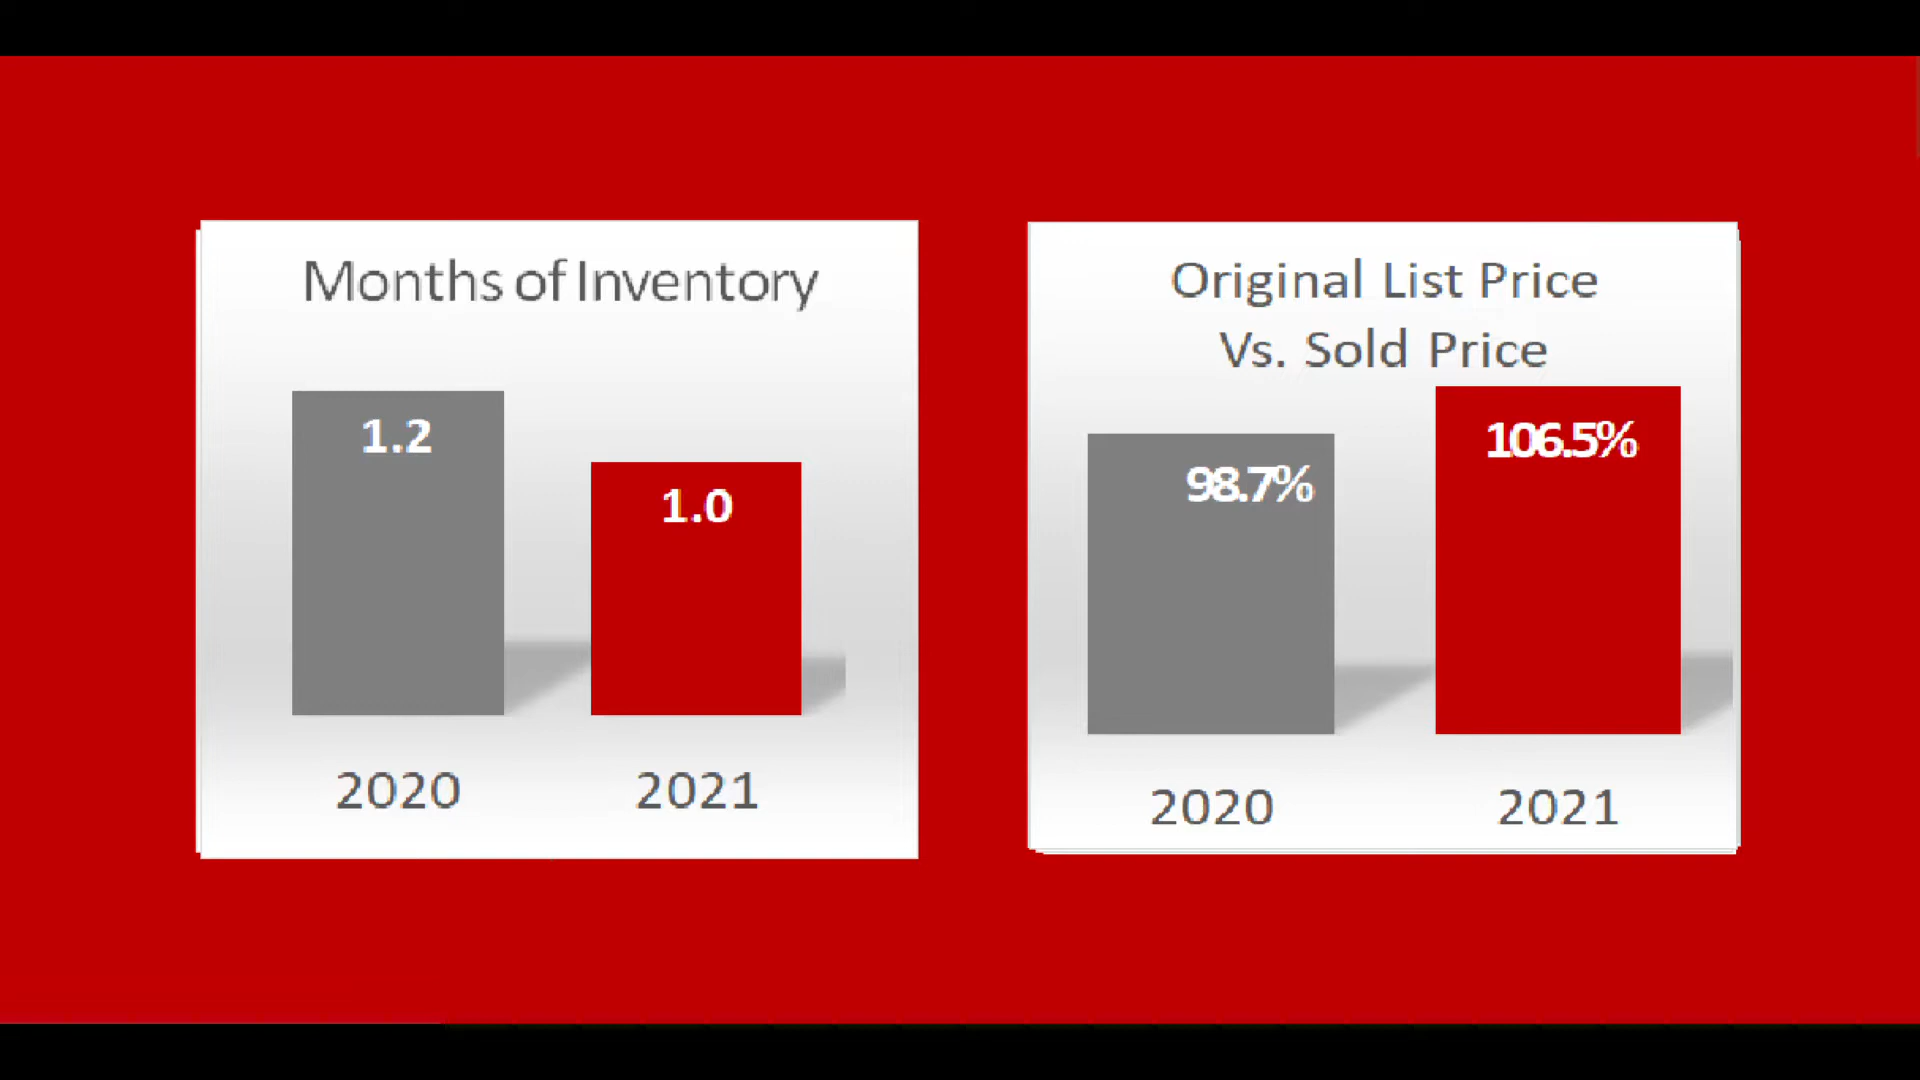 Months of Inventory
1.2
1.0
2020 2021
Original List Price
Vs. Sold Price
98.7%
106.5%
2020 2021